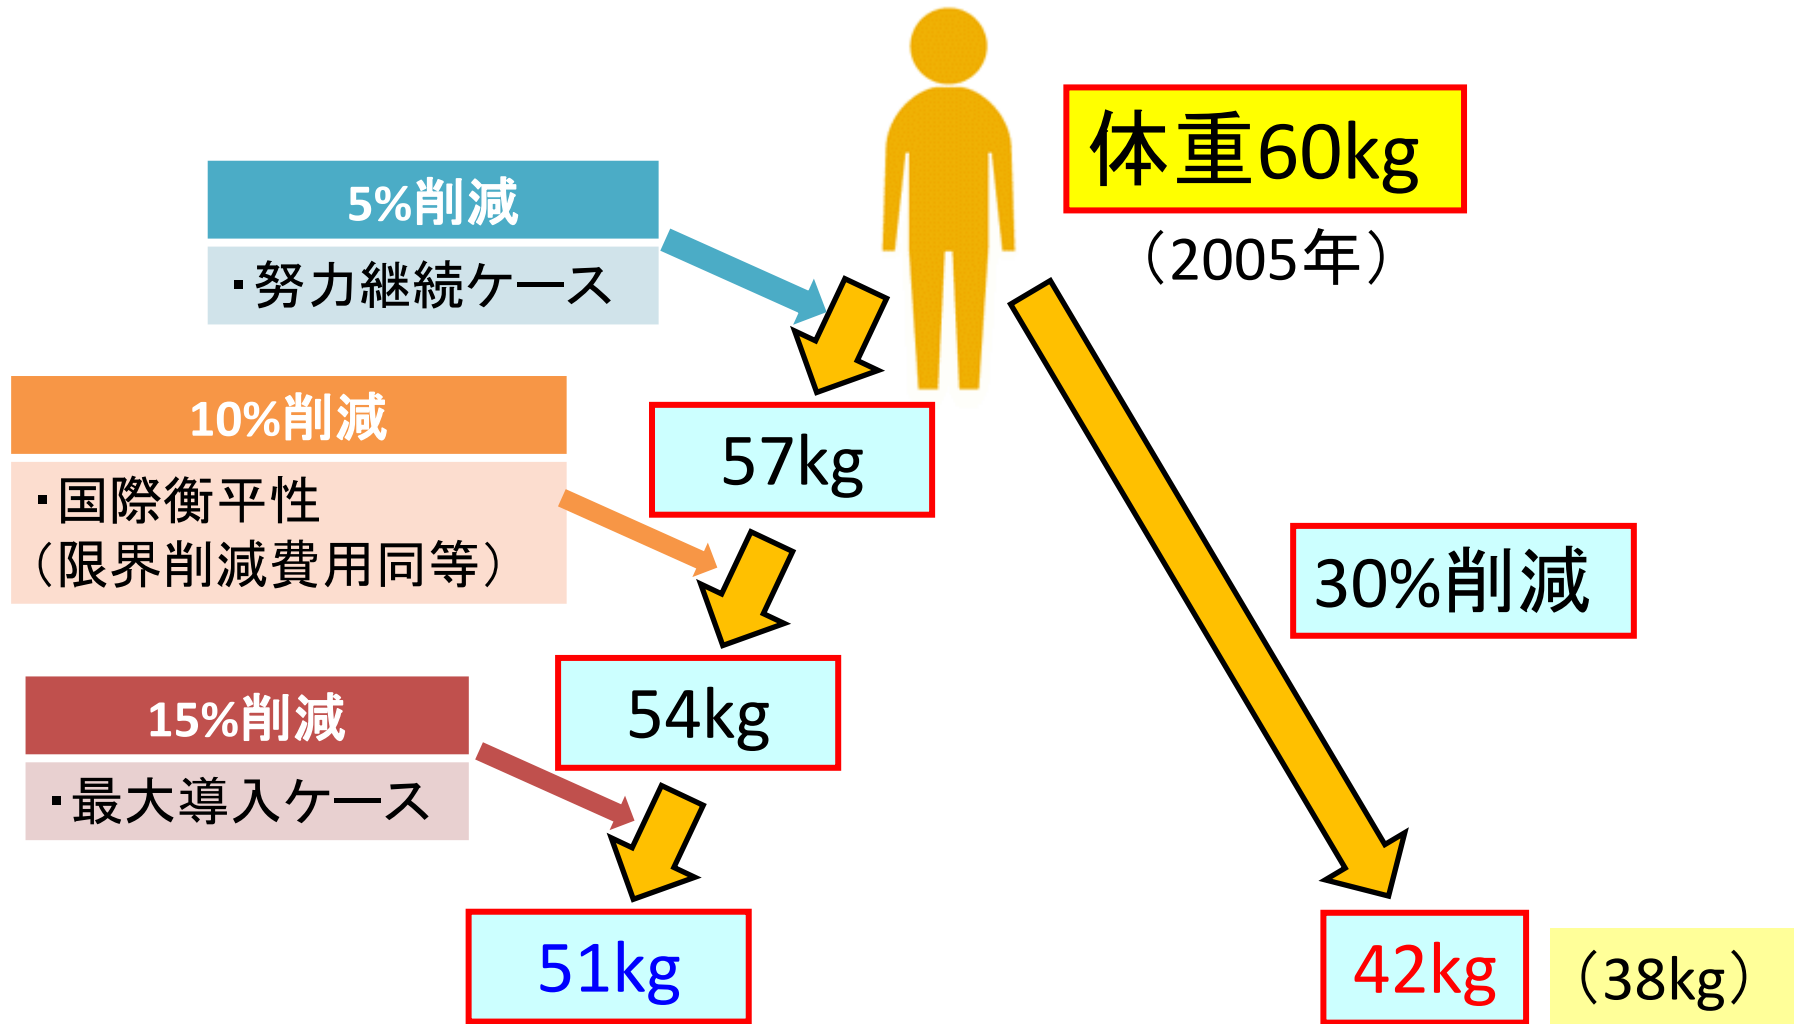 体重60kg
（2005年）
5%削減
・努力継続ケース
57kg
10%削減
・国際衡平性
（限界削減費用同等）
54kg
30%削減
15%削減
・最大導入ケース
51kg
42kg
（38kg）